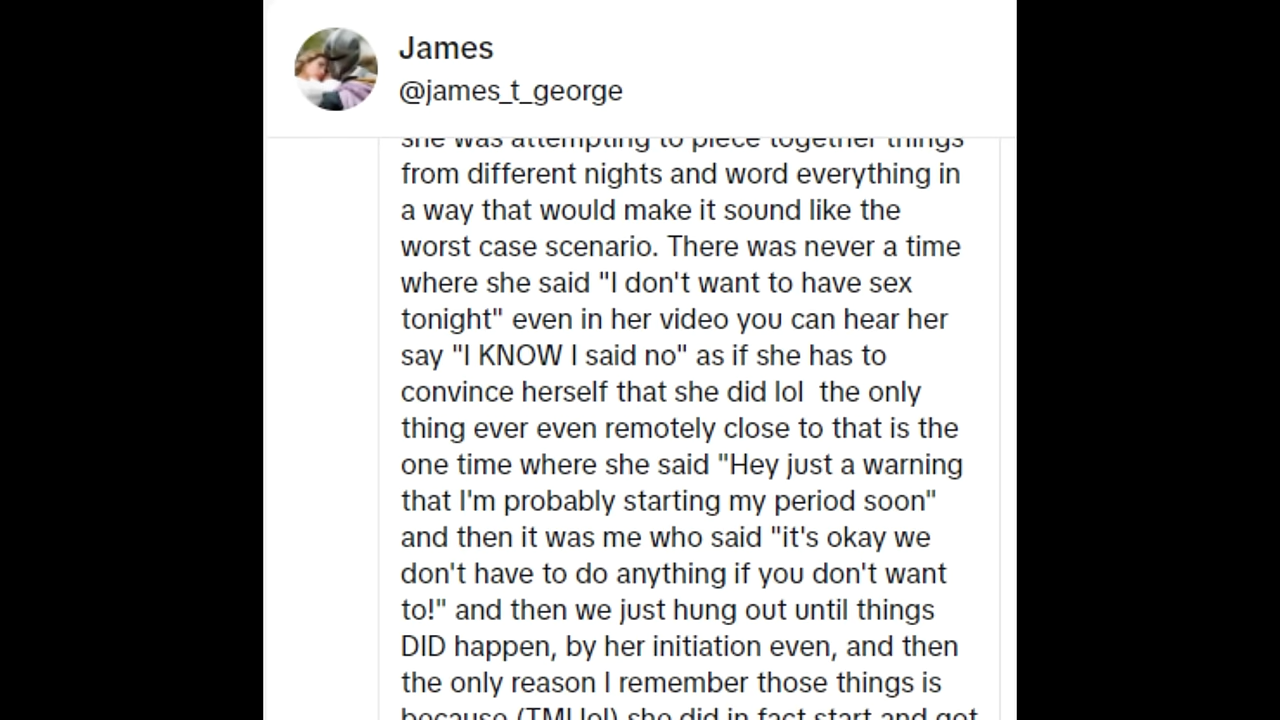 James
@james_t_george
she was attempting to piece together things
from different nights and word everything in
a way that would make it sound like the
worst case scenario. There was never a time
where she said "I don't want to have sex
tonight" even in her video you can hear her
say "I KNOW I said no" as if she has to
convince herself that she did lol  the only
thing ever even remotely close to that is the
one time where she said "Hey just a warning
that I'm probably starting my period soon"
and then it was me who said "it's okay we
don't have to do anything if you don't want
to!" and then we just hung out until things
DID happen, by her initiation even, and then
the only reason I remember those things is
because (TMI lol) she did in fact start and got